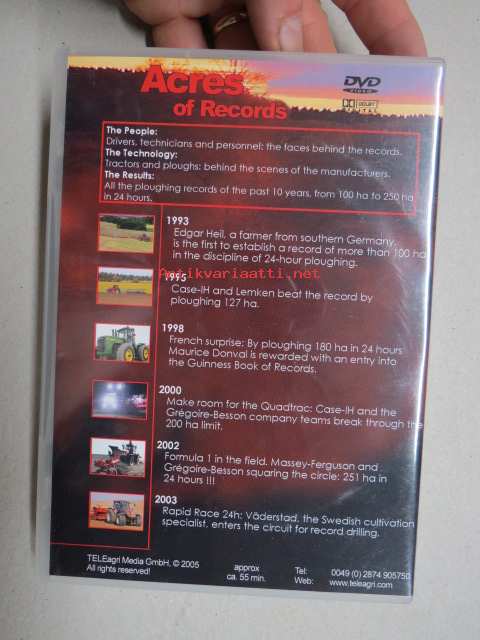 Acres
of Records
DVD
VIDEO
DOLBY
DIGITAL
The People:
Drivers, technicians and personnel: the faces behind the records.
The Technology:
Tractors and ploughs: behind the scenes of the manufacturers.
The Results:
All the ploughing records of the past 10 years, from 100 ha to 250 ha
in 24 hours.
1993
Edgar Heil, a farmer from southern Germany,
is the first to establish a record of more than 100 ha
in the discipline of 24-hour ploughing.
Antikvariaatti.net
1995
Case-IH and Lemken beat the record by
ploughing 127 ha.
1998
French surprise: By ploughing 180 ha in 24 hours
Maurice Donval is rewarded with an entry into
the Guinness Book of Records.
2000
Make room for the Quadtrac: Case-IH and the
Grégoire-Besson company teams break through the
200 ha limit.
2002
Formula 1 in the field. Massey-Ferguson and
Grégoire-Besson squaring the circle: 251 ha in
24 hours !!!
2003
Rapid Race 24h: Väderstad, the Swedish cultivation
specialist, enters the circuit for record drilling.
TELEagri Media GmbH, © 2005
All rights reserved!
approx
ca. 55 min.
Tel: 0049 (0) 2874 905750
Web: www.teleagri.com